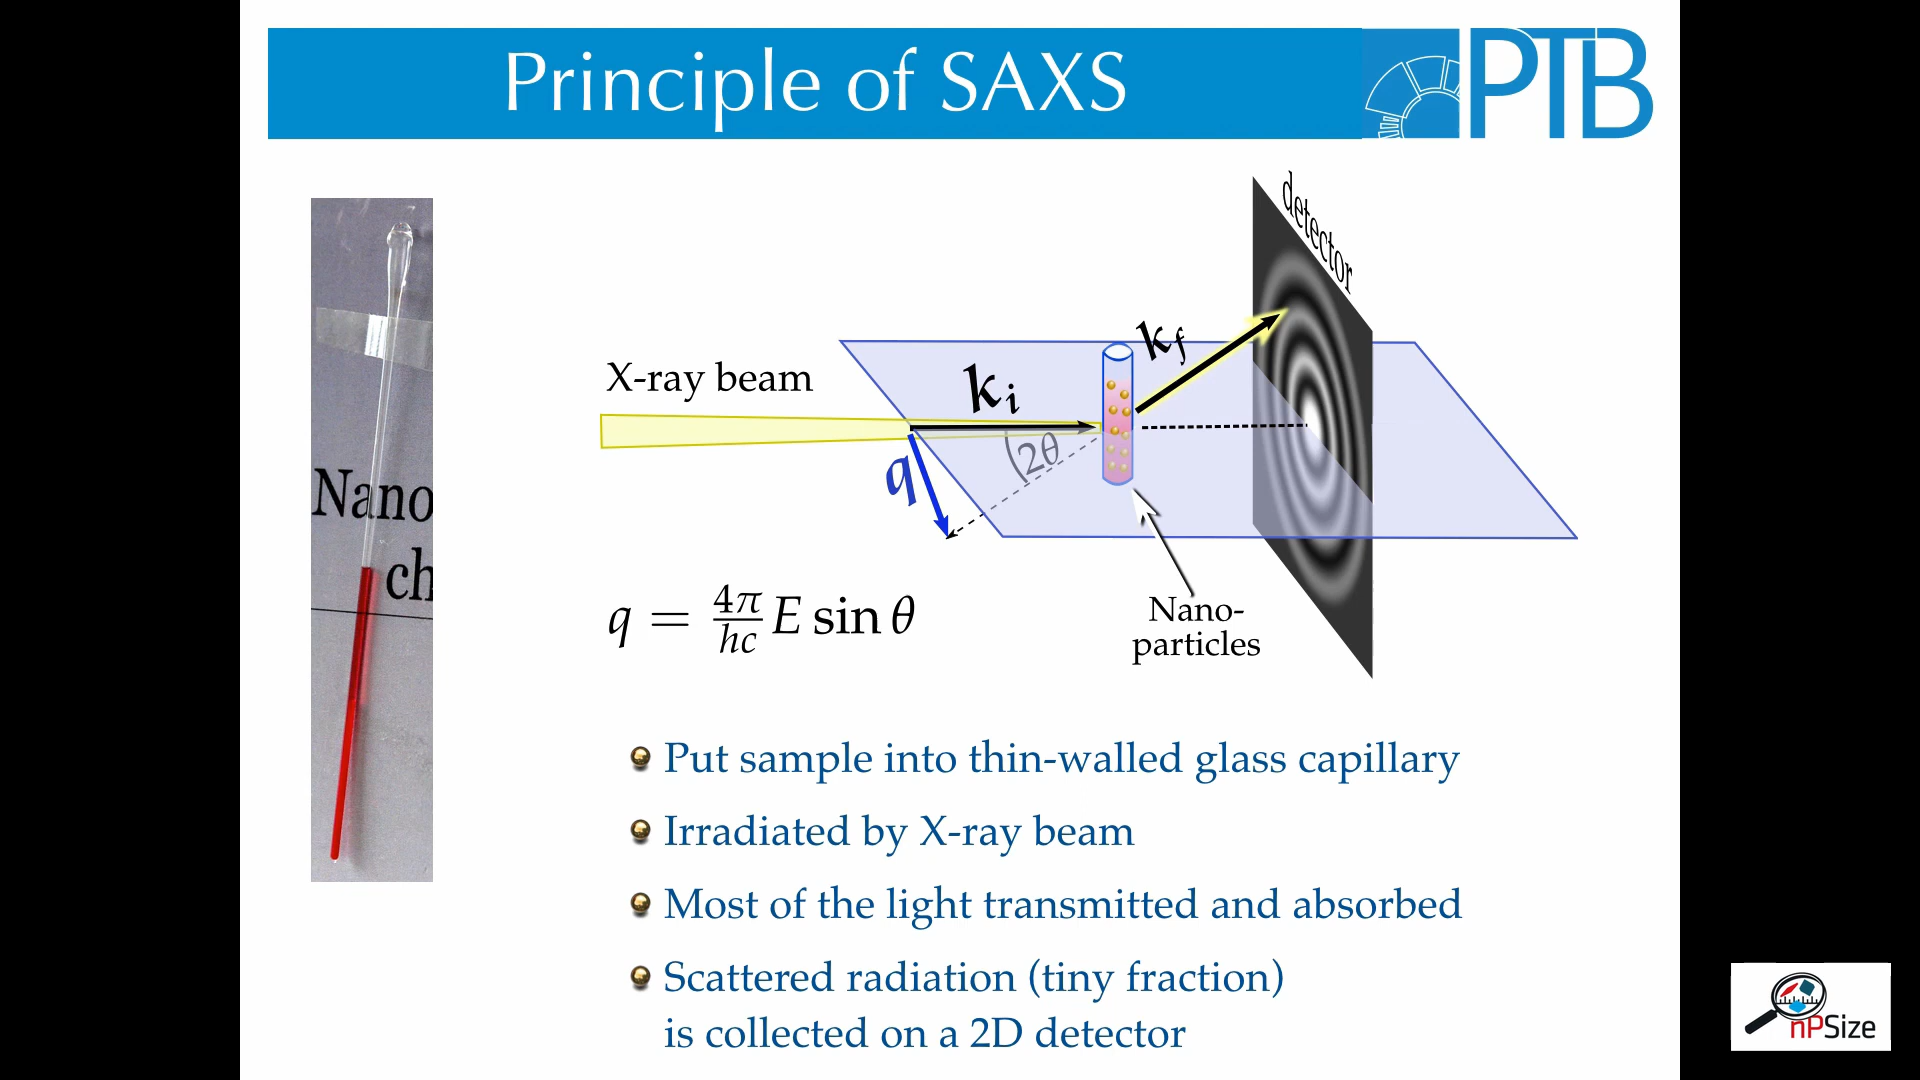 Principle of SAXS
PTB
detector
k_f
X-ray beam
k_i
2θ
q
Nano
ch
q = \frac{4π}{hc} E sin θ
Nano-
particles
Put sample into thin-walled glass capillary
Irradiated by X-ray beam
Most of the light transmitted and absorbed
Scattered radiation (tiny fraction)
is collected on a 2D detector
nPSize